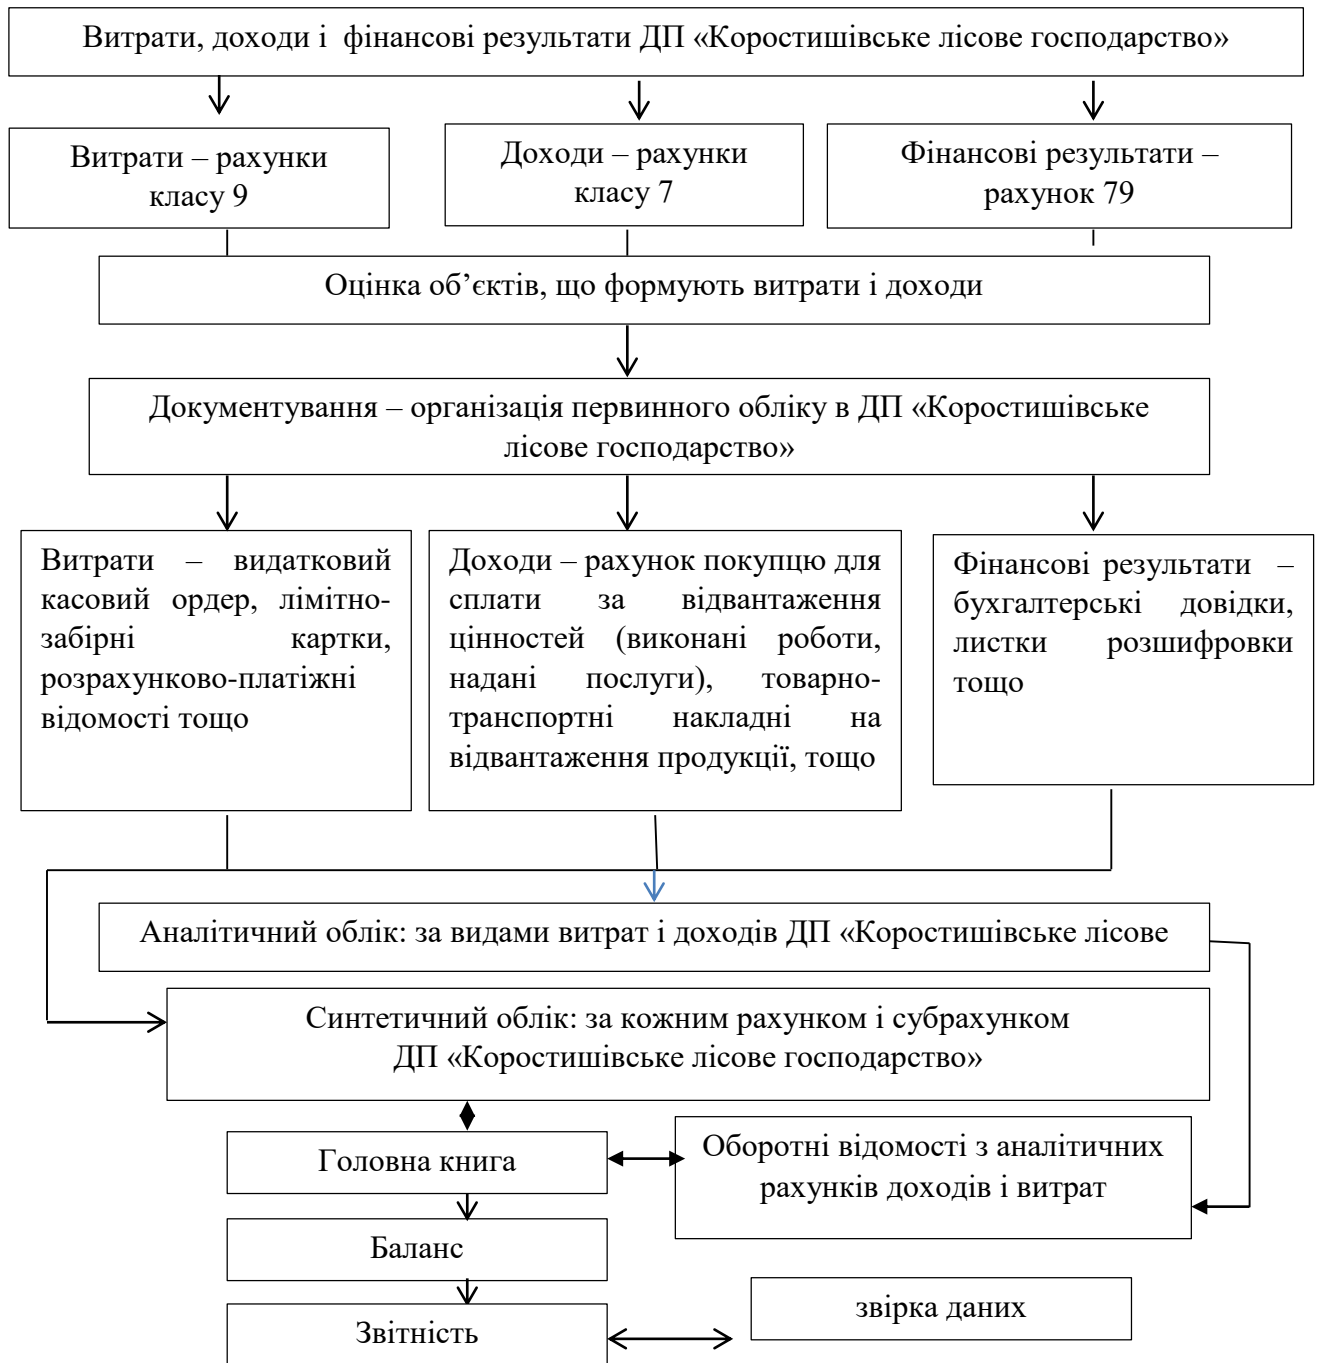 Витрати, доходи і фінансові результати ДП «Коростишівське лісове господарство»
Витрати – рахунки
класу 9
Доходи – рахунки
класу 7
Фінансові результати –
рахунок 79
Оцінка об’єктів, що формують витрати і доходи
Документування – організація первинного обліку в ДП «Коростишівське
лісове господарство»
Витрати – видатковий
касовий ордер, лімітно-
забірні картки,
розрахунково-платіжні
відомості тощо
Доходи – рахунок покупцю для
сплати за відвантаження
цінностей (виконані роботи,
надані послуги), товарно-
транспортні накладні на
відвантаження продукції, тощо
Фінансові результати –
бухгалтерські довідки,
листки розшифровки
тощо
Аналітичний облік: за видами витрат і доходів ДП «Коростишівське лісове
Синтетичний облік: за кожним рахунком і субрахунком
ДП «Коростишівське лісове господарство»
Головна книга
Оборотні відомості з аналітичних
рахунків доходів і витрат
Баланс
звірка даних
Звітність